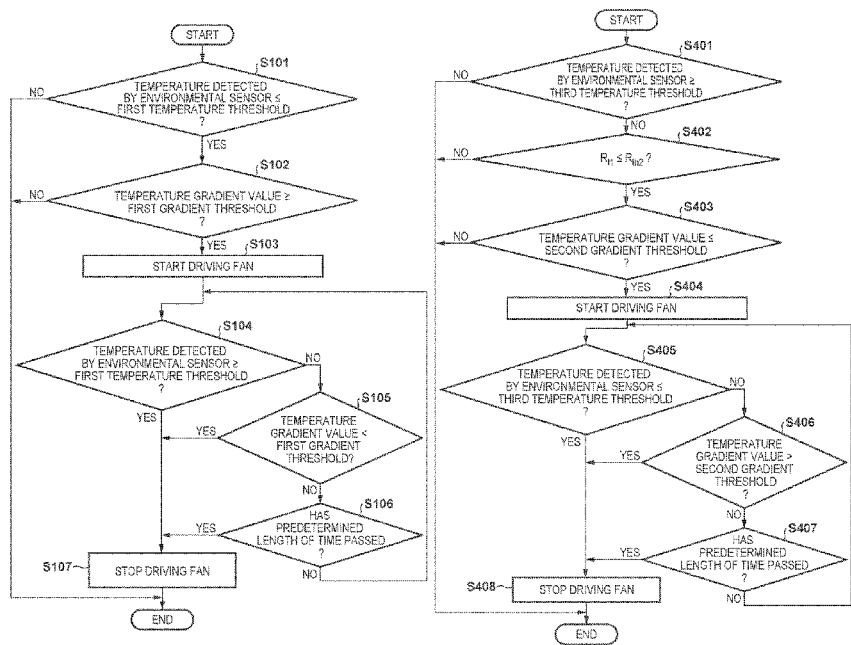 START
S101
TEMPERATURE DETECTED
BY ENVIRONMENTAL SENSOR ≤
FIRST TEMPERATURE THRESHOLD
?
NO
YES
S102
TEMPERATURE GRADIENT VALUE ≥
FIRST GRADIENT THRESHOLD
?
NO
YES
S103
START DRIVING FAN
S104
TEMPERATURE DETECTED
BY ENVIRONMENTAL SENSOR ≥
FIRST TEMPERATURE THRESHOLD
?
NO
YES
S105
TEMPERATURE
GRADIENT VALUE <
FIRST GRADIENT
THRESHOLD?
YES
NO
S106
HAS
PREDETERMINED
LENGTH OF TIME PASSED
?
YES
NO
S107
STOP DRIVING FAN
END
START
S401
TEMPERATURE DETECTED
BY ENVIRONMENTAL SENSOR ≥
THIRD TEMPERATURE THRESHOLD
?
NO
NO
S402
≤
?
NO
YES
S403
TEMPERATURE GRADIENT VALUE ≤
SECOND GRADIENT THRESHOLD
?
NO
YES
S404
START DRIVING FAN
S405
TEMPERATURE DETECTED
BY ENVIRONMENTAL SENSOR ≤
THIRD TEMPERATURE THRESHOLD
?
NO
YES
S406
TEMPERATURE
GRADIENT VALUE >
SECOND GRADIENT
THRESHOLD
?
YES
NO
S407
HAS
PREDETERMINED
LENGTH OF TIME PASSED
?
YES
NO
S408
STOP DRIVING FAN
END